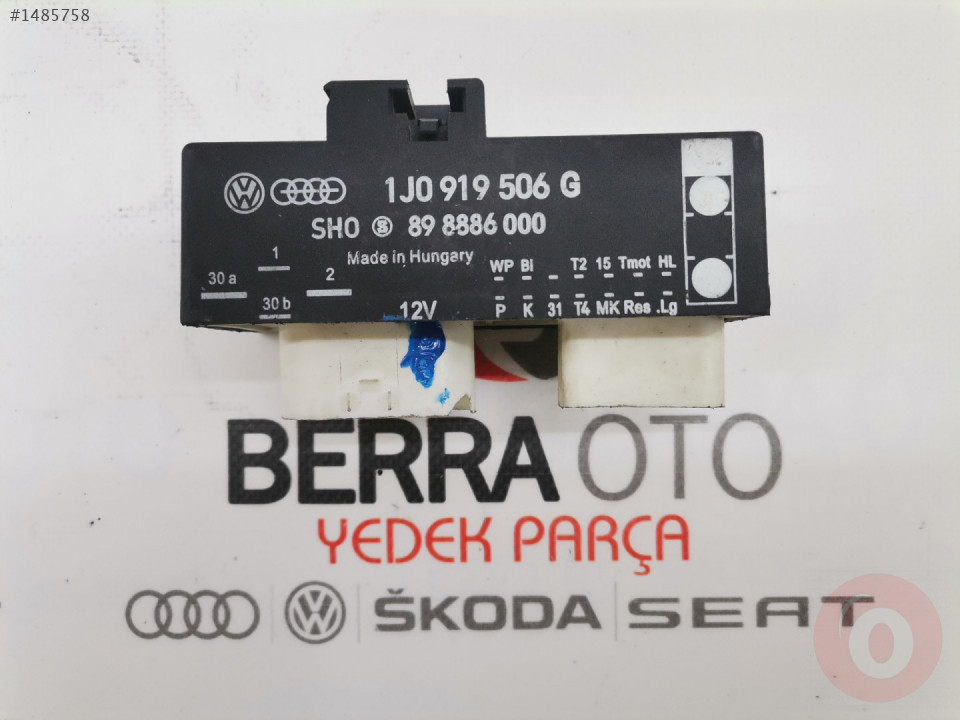 #1485758
1J0 919 506 G
SHO S 89 8886 000
Made in Hungary
1
30 a
2
30 b
12V
WP BI T2 15 Tmot HL
P K 31 T4 MK Res .Lg
BERRA OTO
YEDEK PARÇA
ŠKODA SEAT